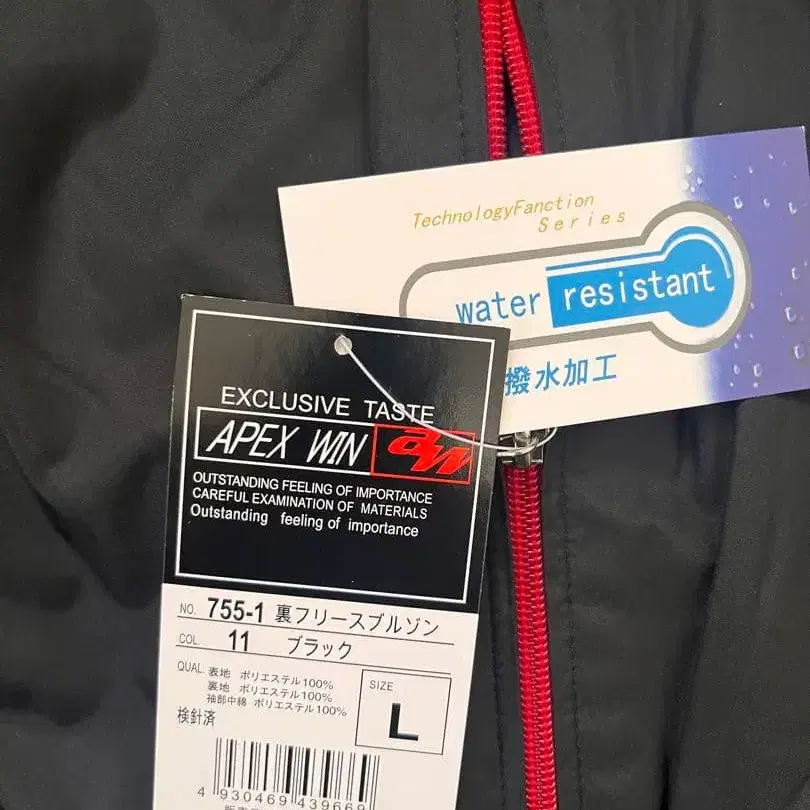 TechnologyFanction
Series
water resistant
撥水加工
EXCLUSIVE TASTE
APEX WIN aw
OUTSTANDING FEELING OF IMPORTANCE
CAREFUL EXAMINATION OF MATERIALS
Outstanding feeling of importance
NO. 755-1 裏フリースブルゾン
COL. 11 ブラック
QUAL. 表地 ポリエステル100%
裏地 ポリエステル100%
袖部中綿 ポリエステル100%
検針済
SIZE
L
4 930469 439669